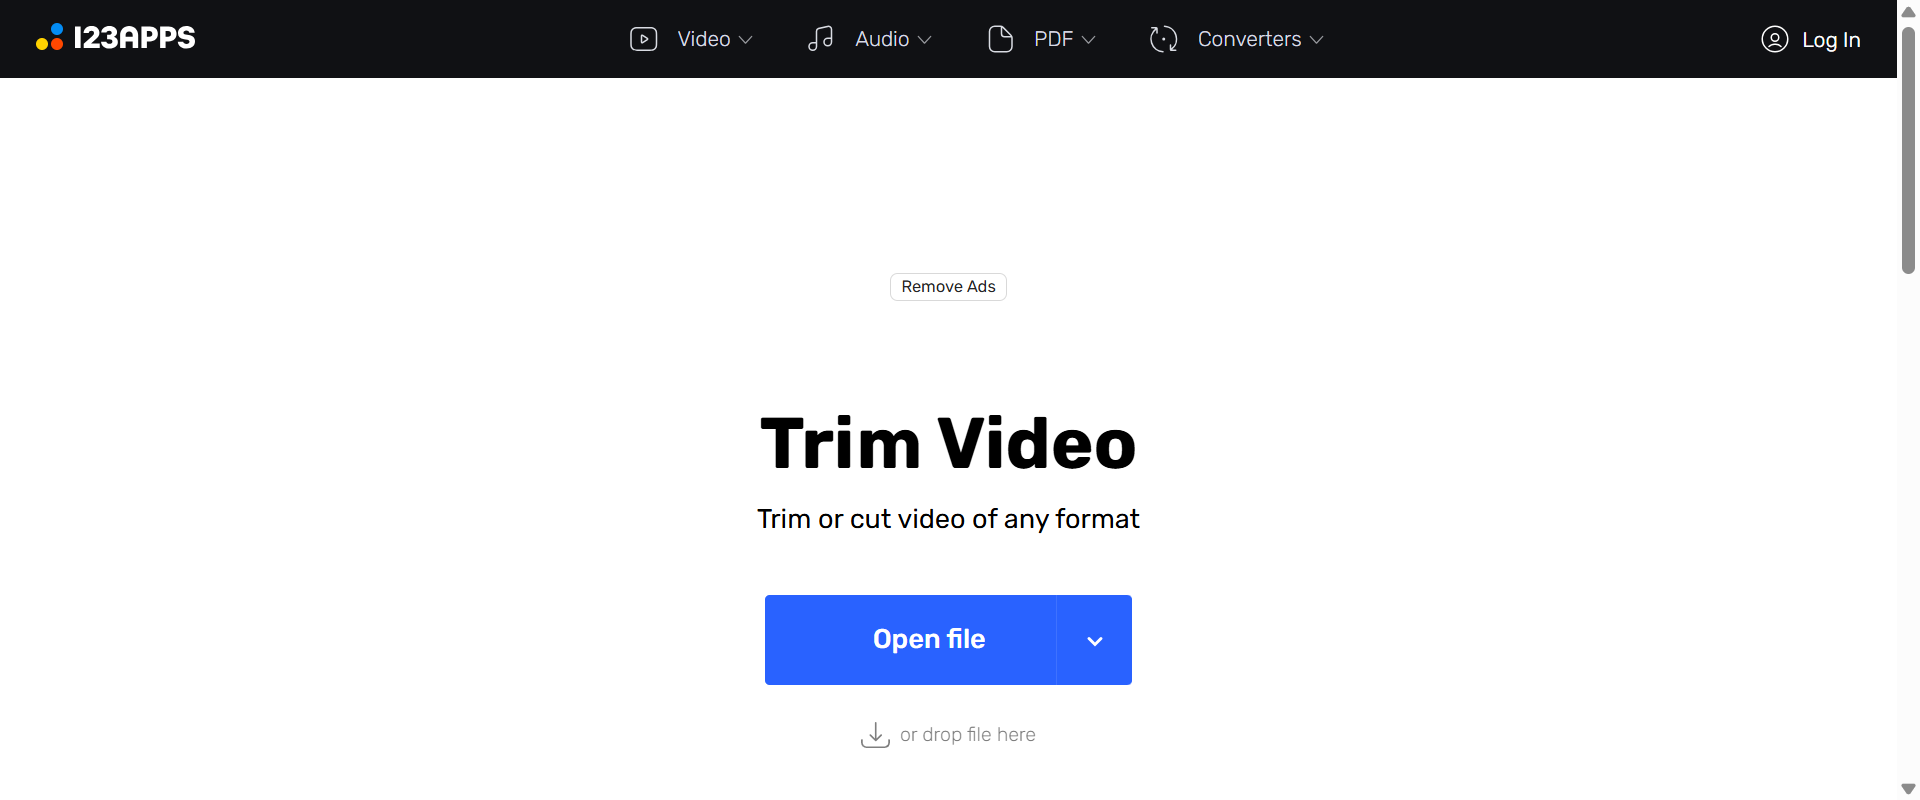 123APPS
Video
Audio
PDF
Converters
Log In
Remove Ads
Trim Video
Trim or cut video of any format
Open file
or drop file here